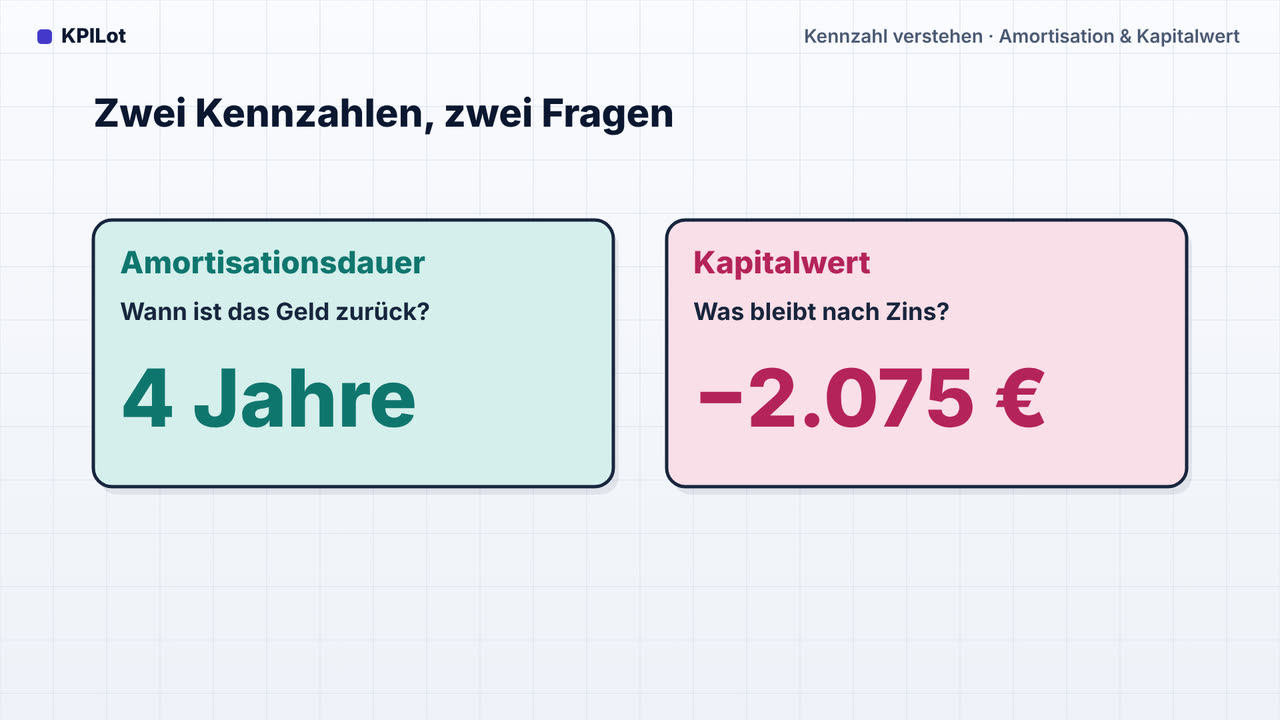 KPILot
Kennzahl verstehen · Amortisation & Kapitalwert
Zwei Kennzahlen, zwei Fragen
Amortisationsdauer
Wann ist das Geld zurück?
4 Jahre
Kapitalwert
Was bleibt nach Zins?
−2.075 €